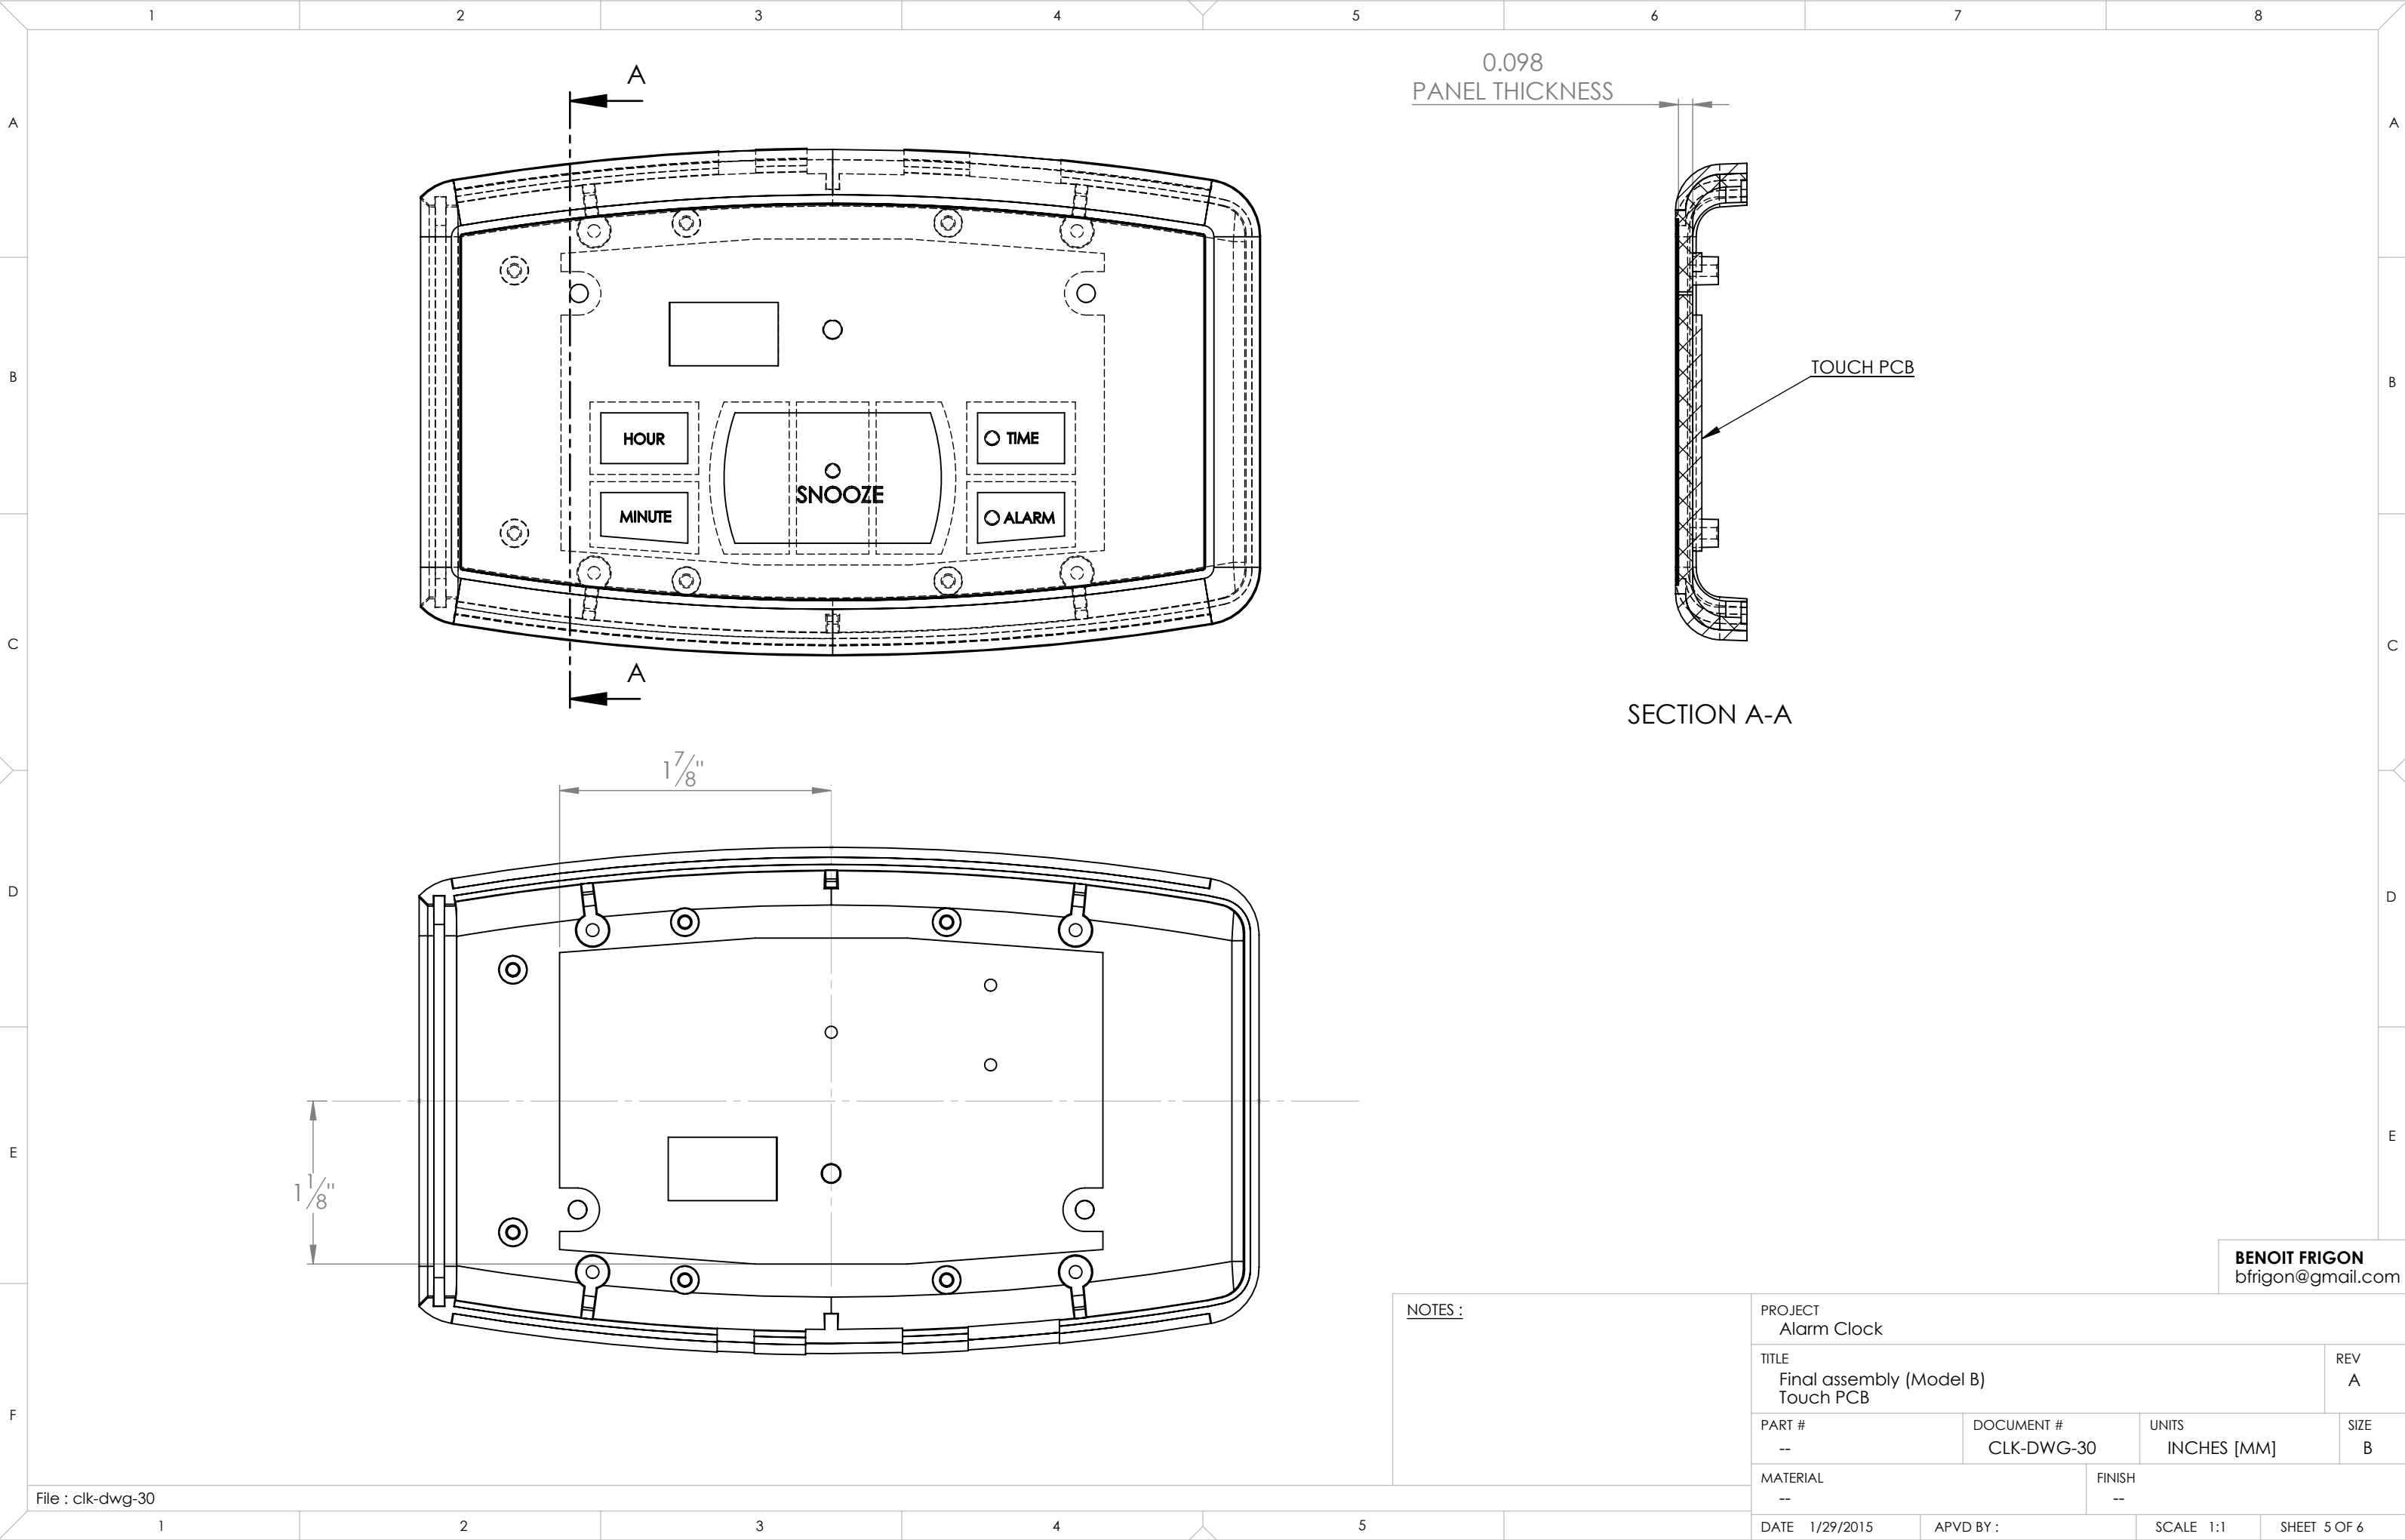 1 2 3 4 5 6 7 8
0.098
PANEL THICKNESS
A
A A
B B
TOUCH PCB
HOUR
TIME
SNOOZE
MINUTE
ALARM
C C
A
SECTION A-A
1 7/8"
D D
E E
1 1/8"
BENOIT FRIGON
bfrigon@gmail.com
NOTES :
PROJECT
Alarm Clock
TITLE
Final assembly (Model B)
Touch PCB
REV
A
F
PART #
--
DOCUMENT #
CLK-DWG-30
UNITS
INCHES [MM]
SIZE
B
MATERIAL
--
FINISH
--
File : clk-dwg-30
1 2 3 4 5
DATE 1/29/2015
APVD BY :
SCALE 1:1
SHEET 5 OF 6